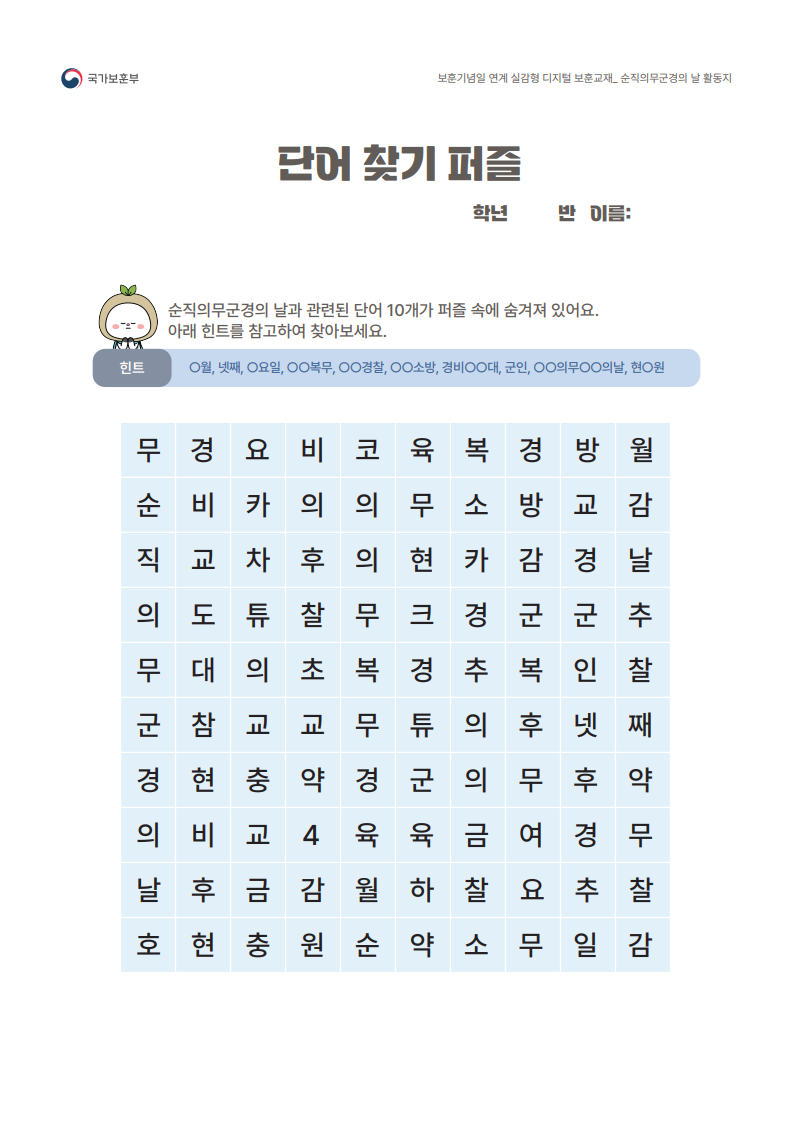 국가보훈부
보훈기념일 연계 실감형 디지털 보훈교재_ 순직의무군경의 날 활동지
단어 찾기 퍼즐
학년 반 이름:
순직의무군경의 날과 관련된 단어 10개가 퍼즐 속에 숨겨져 있어요.
아래 힌트를 참고하여 찾아보세요.
힌트
○월, 넷째, ○요일, ○○복무, ○○경찰, ○○소방, 경비○○대, 군인, ○○의무○○의날, 현○원
무 경 요 비 코 육 복 경 방 월
순 비 카 의 의 무 소 방 교 감
직 교 차 후 의 현 카 감 경 날
의 도 튜 찰 무 크 경 군 군 추
무 대 의 초 복 경 추 복 인 찰
군 참 교 교 무 튜 의 후 넷 째
경 현 충 약 경 군 의 무 후 약
의 비 교 4 육 육 금 여 경 무
날 후 금 감 월 하 찰 요 추 찰
호 현 충 원 순 약 소 무 일 감